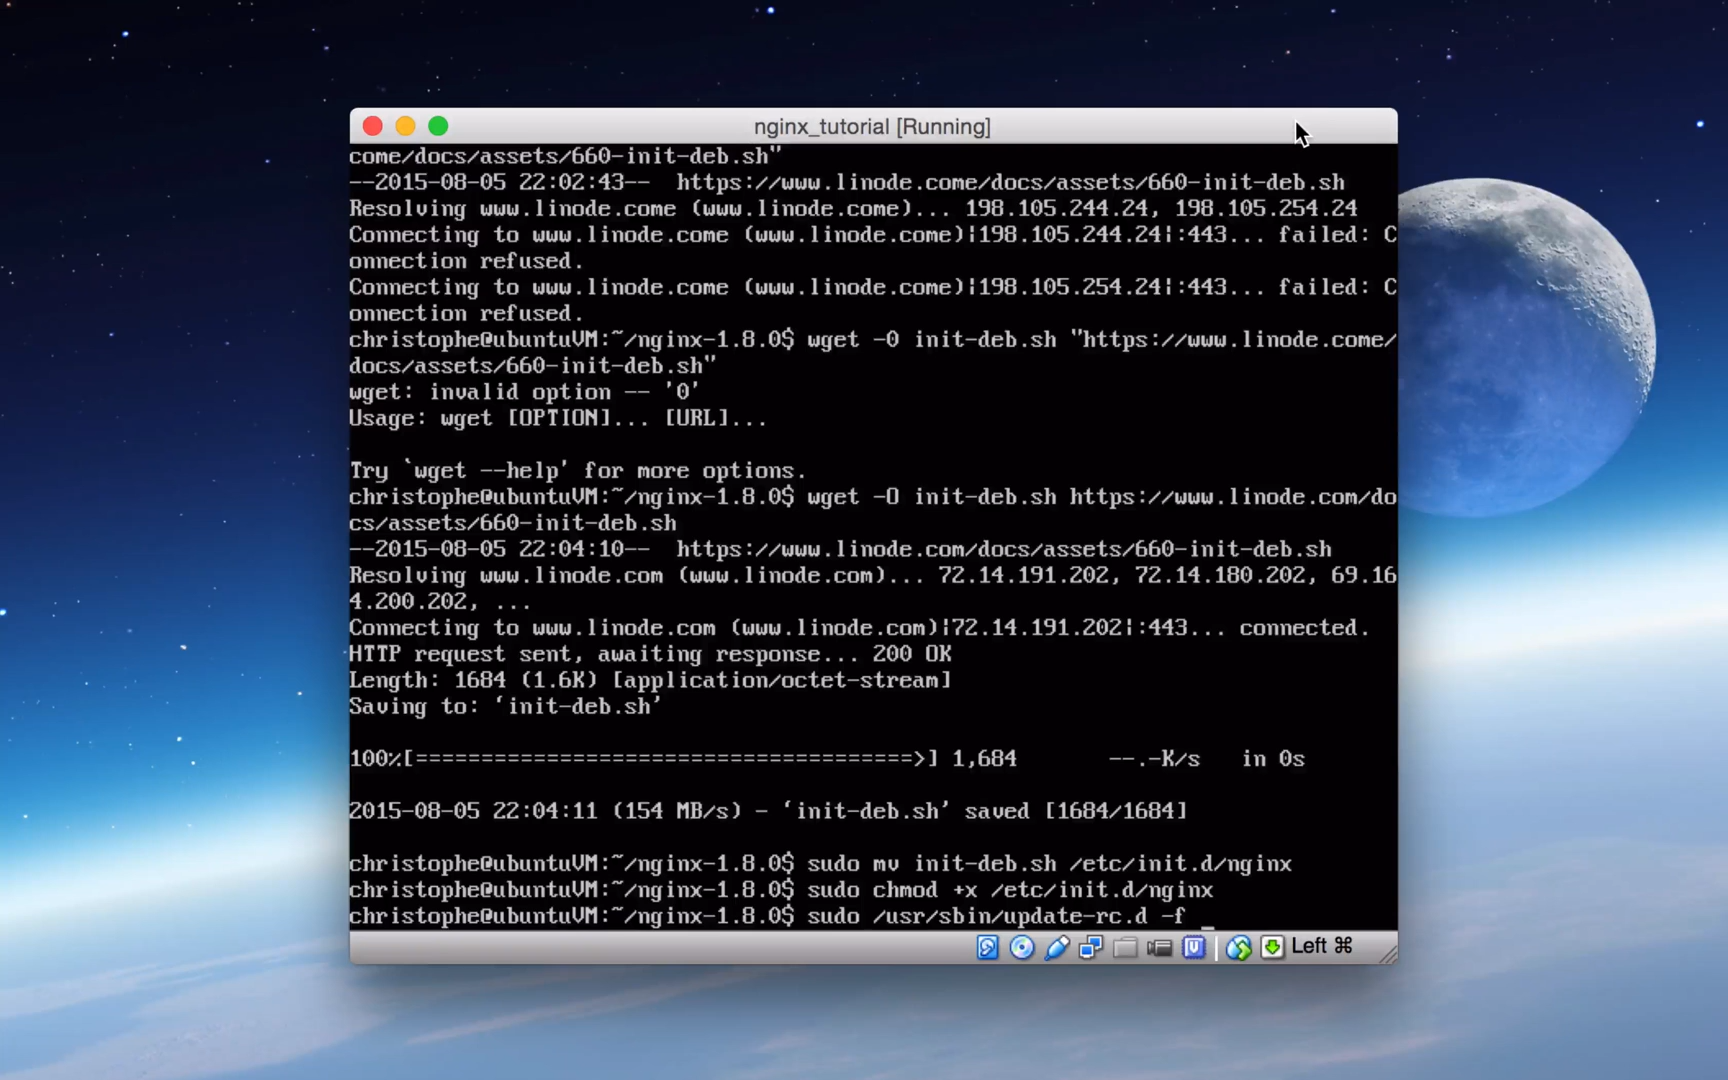 nginx_tutorial [Running]
come/docs/assets/660-init-deb.sh"
--2015-08-05 22:02:43--  https://www.linode.come/docs/assets/660-init-deb.sh
Resolving www.linode.come (www.linode.come)... 198.105.244.24, 198.105.254.24
Connecting to www.linode.come (www.linode.come)|198.105.244.24|:443... failed: C
onnection refused.
Connecting to www.linode.come (www.linode.come)|198.105.254.24|:443... failed: C
onnection refused.
christophe@ubuntuVM:~/nginx-1.8.0$ wget -0 init-deb.sh "https://www.linode.come/
docs/assets/660-init-deb.sh"
wget: invalid option -- '0'
Usage: wget [OPTION]... [URL]...
Try `wget --help' for more options.
christophe@ubuntuVM:~/nginx-1.8.0$ wget -O init-deb.sh https://www.linode.com/do
cs/assets/660-init-deb.sh
--2015-08-05 22:04:10--  https://www.linode.com/docs/assets/660-init-deb.sh
Resolving www.linode.com (www.linode.com)... 72.14.191.202, 72.14.180.202, 69.16
4.200.202, ...
Connecting to www.linode.com (www.linode.com)|72.14.191.202|:443... connected.
HTTP request sent, awaiting response... 200 OK
Length: 1684 (1.6K) [application/octet-stream]
Saving to: ‘init-deb.sh’
100%[======================================>] 1,684       --.-K/s   in 0s
2015-08-05 22:04:11 (154 MB/s) - ‘init-deb.sh’ saved [1684/1684]
christophe@ubuntuVM:~/nginx-1.8.0$ sudo mv init-deb.sh /etc/init.d/nginx
christophe@ubuntuVM:~/nginx-1.8.0$ sudo chmod +x /etc/init.d/nginx
christophe@ubuntuVM:~/nginx-1.8.0$ sudo /usr/sbin/update-rc.d -f _
Left ⌘